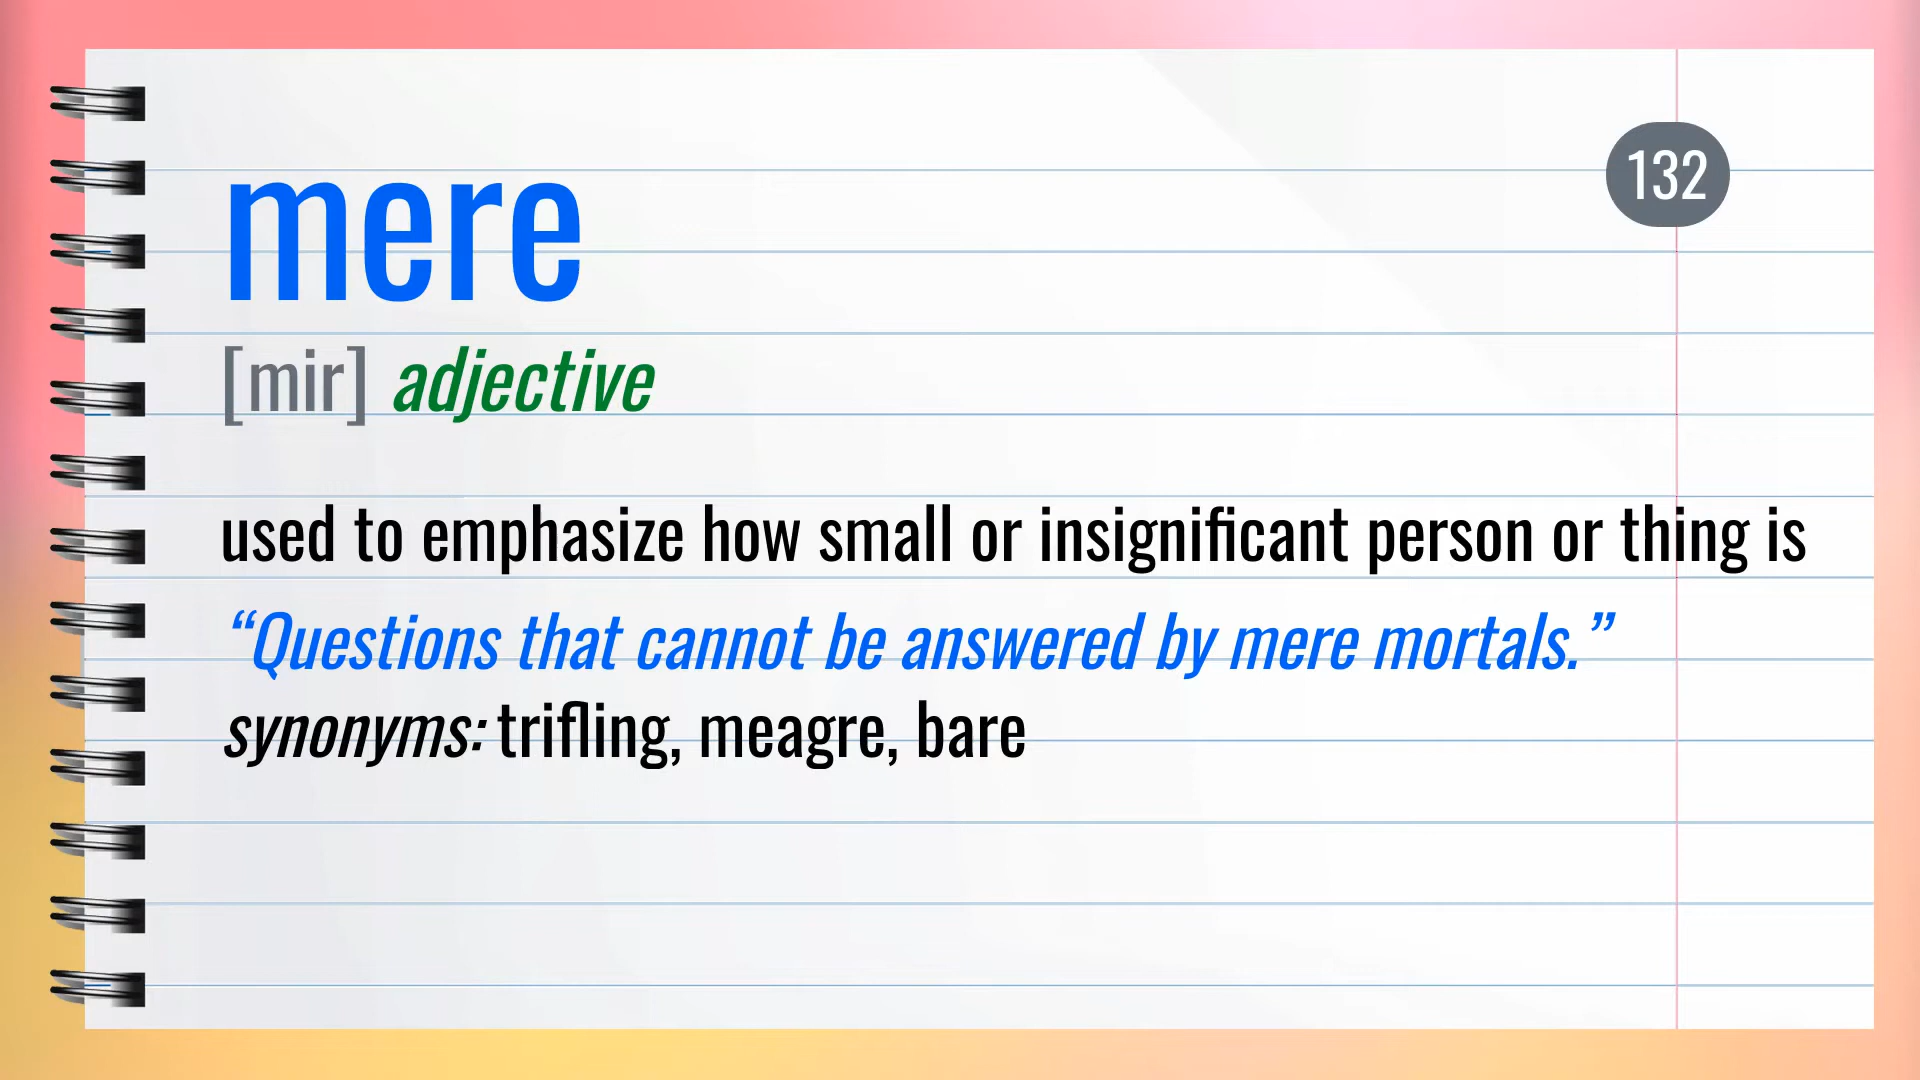 132
mere
[mir] adjective
used to emphasize how small or insignificant person or thing is
“Questions that cannot be answered by mere mortals.”
synonyms: trifling, meagre, bare